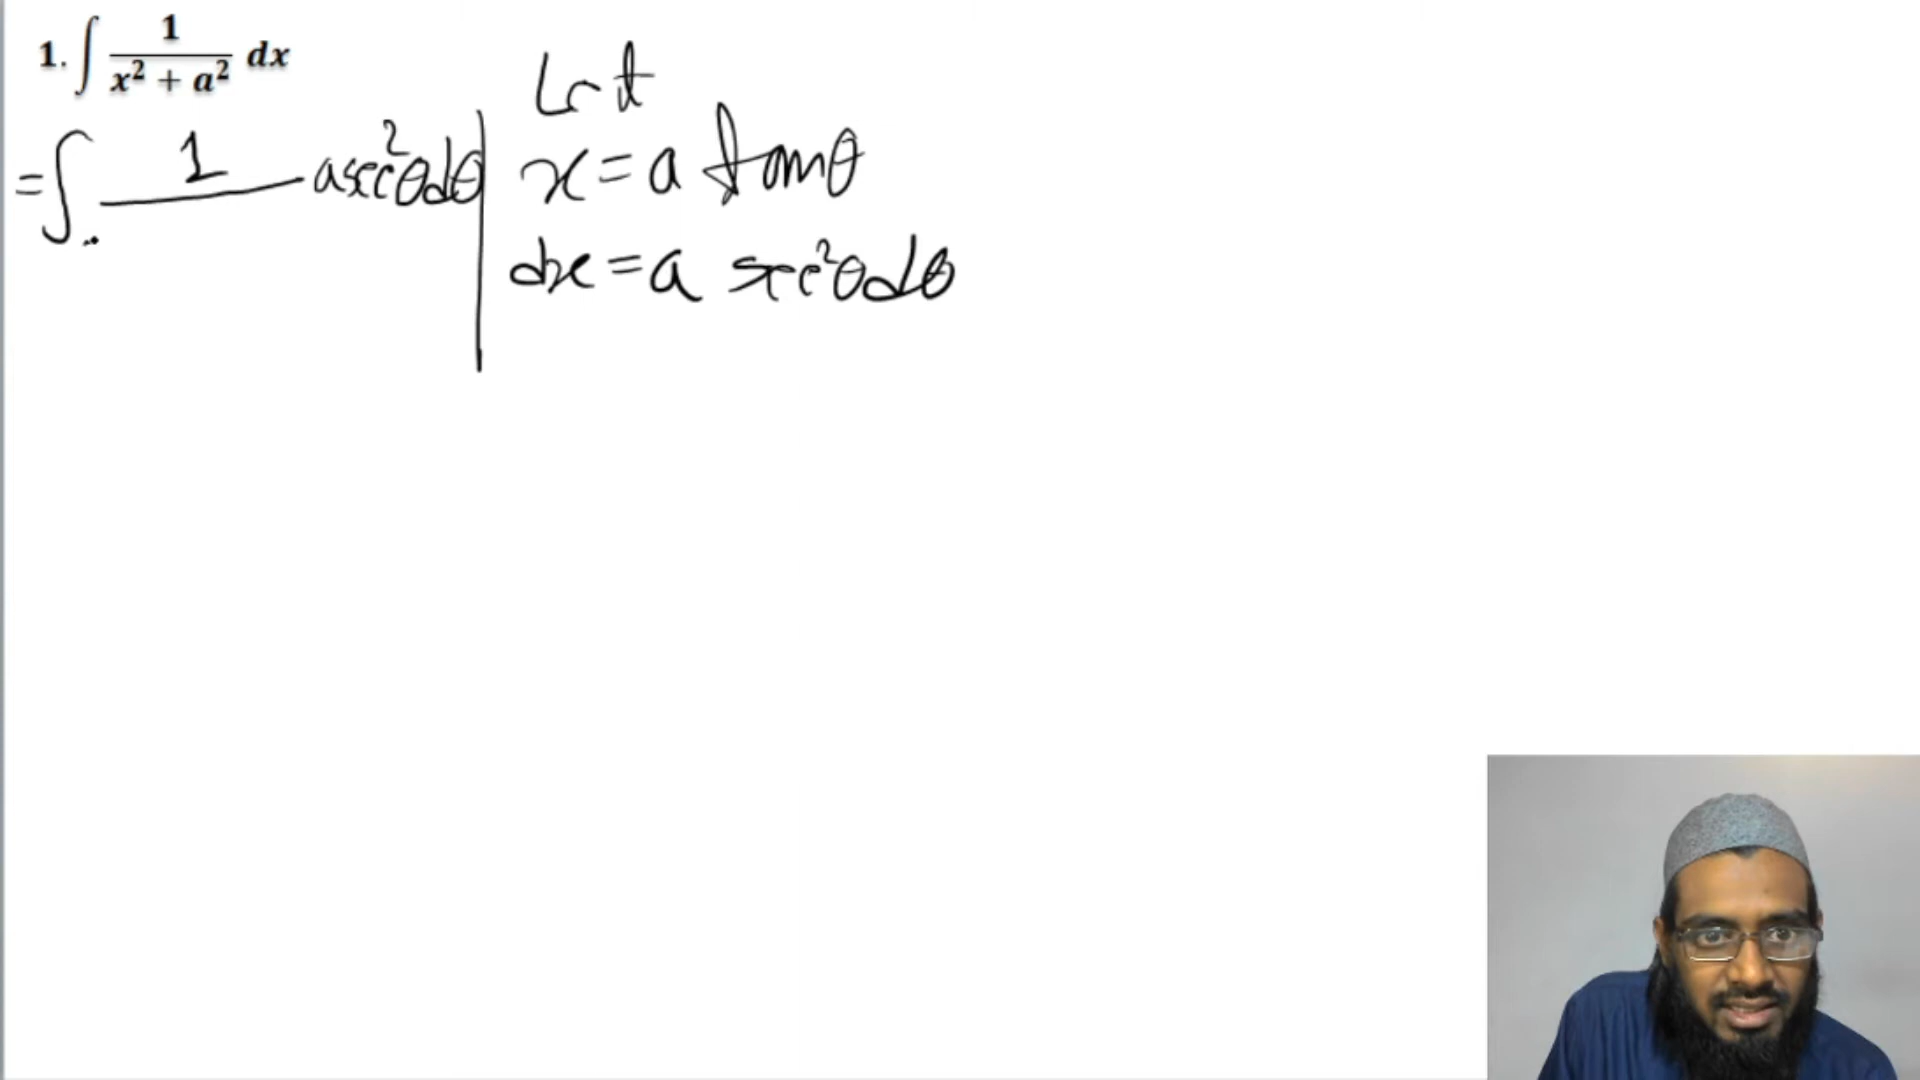 1. ∫ 1/(x² + a²) dx
= ∫ 1/ a sec²θ dθ
Let
x = a tanθ
dx = a sec²θ dθ